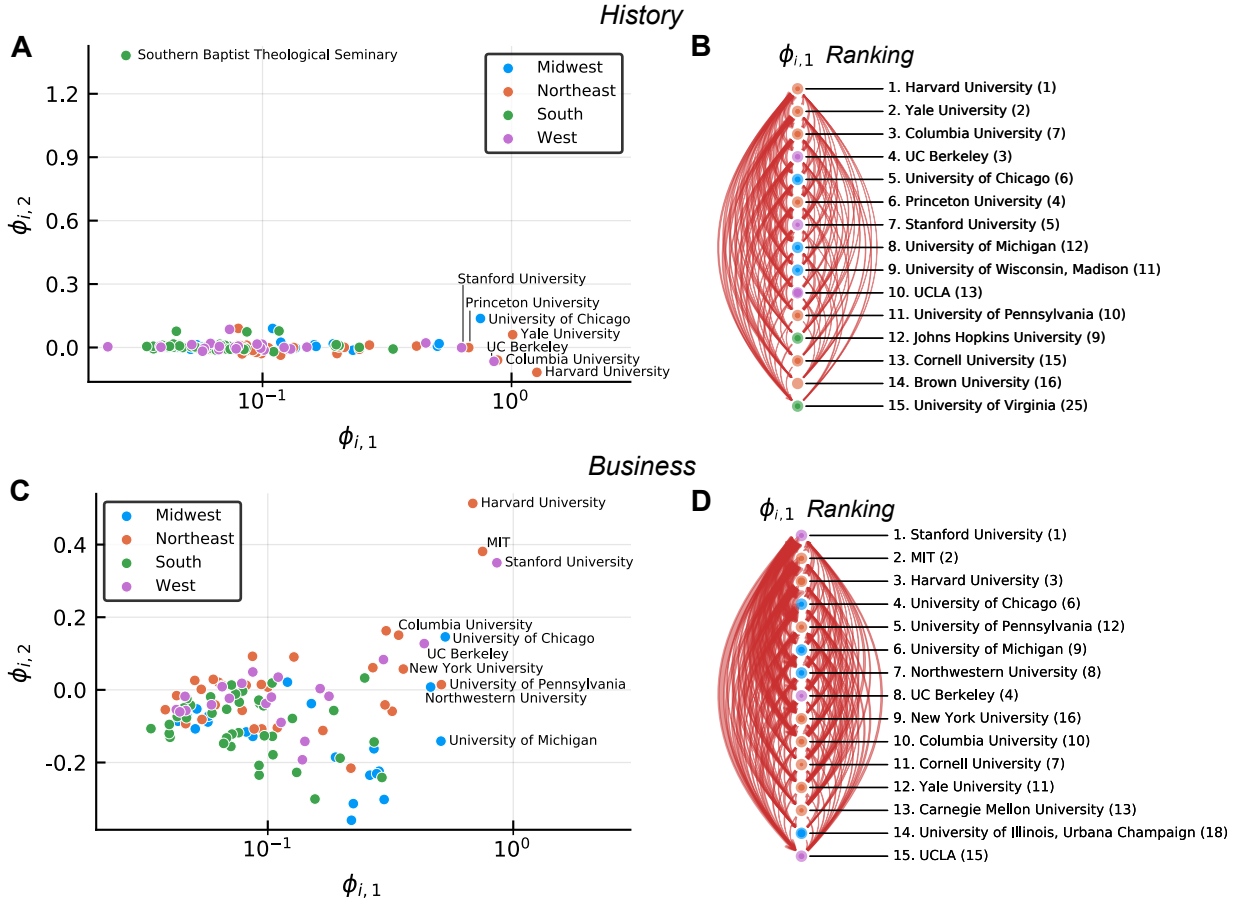 History
A
Southern Baptist Theological Seminary
Midwest
Northeast
South
West
1.2
0.9
0.6
0.3
0.0
ϕi,2
Stanford University
Princeton University
University of Chicago
Yale University
UC Berkeley
Columbia University
Harvard University
10⁻¹
10⁰
ϕi,1
B
ϕi,1 Ranking
1. Harvard University (1)
2. Yale University (2)
3. Columbia University (7)
4. UC Berkeley (3)
5. University of Chicago (6)
6. Princeton University (4)
7. Stanford University (5)
8. University of Michigan (12)
9. University of Wisconsin, Madison (11)
10. UCLA (13)
11. University of Pennsylvania (10)
12. Johns Hopkins University (9)
13. Cornell University (15)
14. Brown University (16)
15. University of Virginia (25)
Business
C
Midwest
Northeast
South
West
0.4
0.2
0.0
-0.2
ϕi,2
Harvard University
MIT
Stanford University
Columbia University
University of Chicago
UC Berkeley
New York University
University of Pennsylvania
Northwestern University
University of Michigan
10⁻¹
10⁰
ϕi,1
D
ϕi,1 Ranking
1. Stanford University (1)
2. MIT (2)
3. Harvard University (3)
4. University of Chicago (6)
5. University of Pennsylvania (12)
6. University of Michigan (9)
7. Northwestern University (8)
8. UC Berkeley (4)
9. New York University (16)
10. Columbia University (10)
11. Cornell University (7)
12. Yale University (11)
13. Carnegie Mellon University (13)
14. University of Illinois, Urbana Champaign (18)
15. UCLA (15)